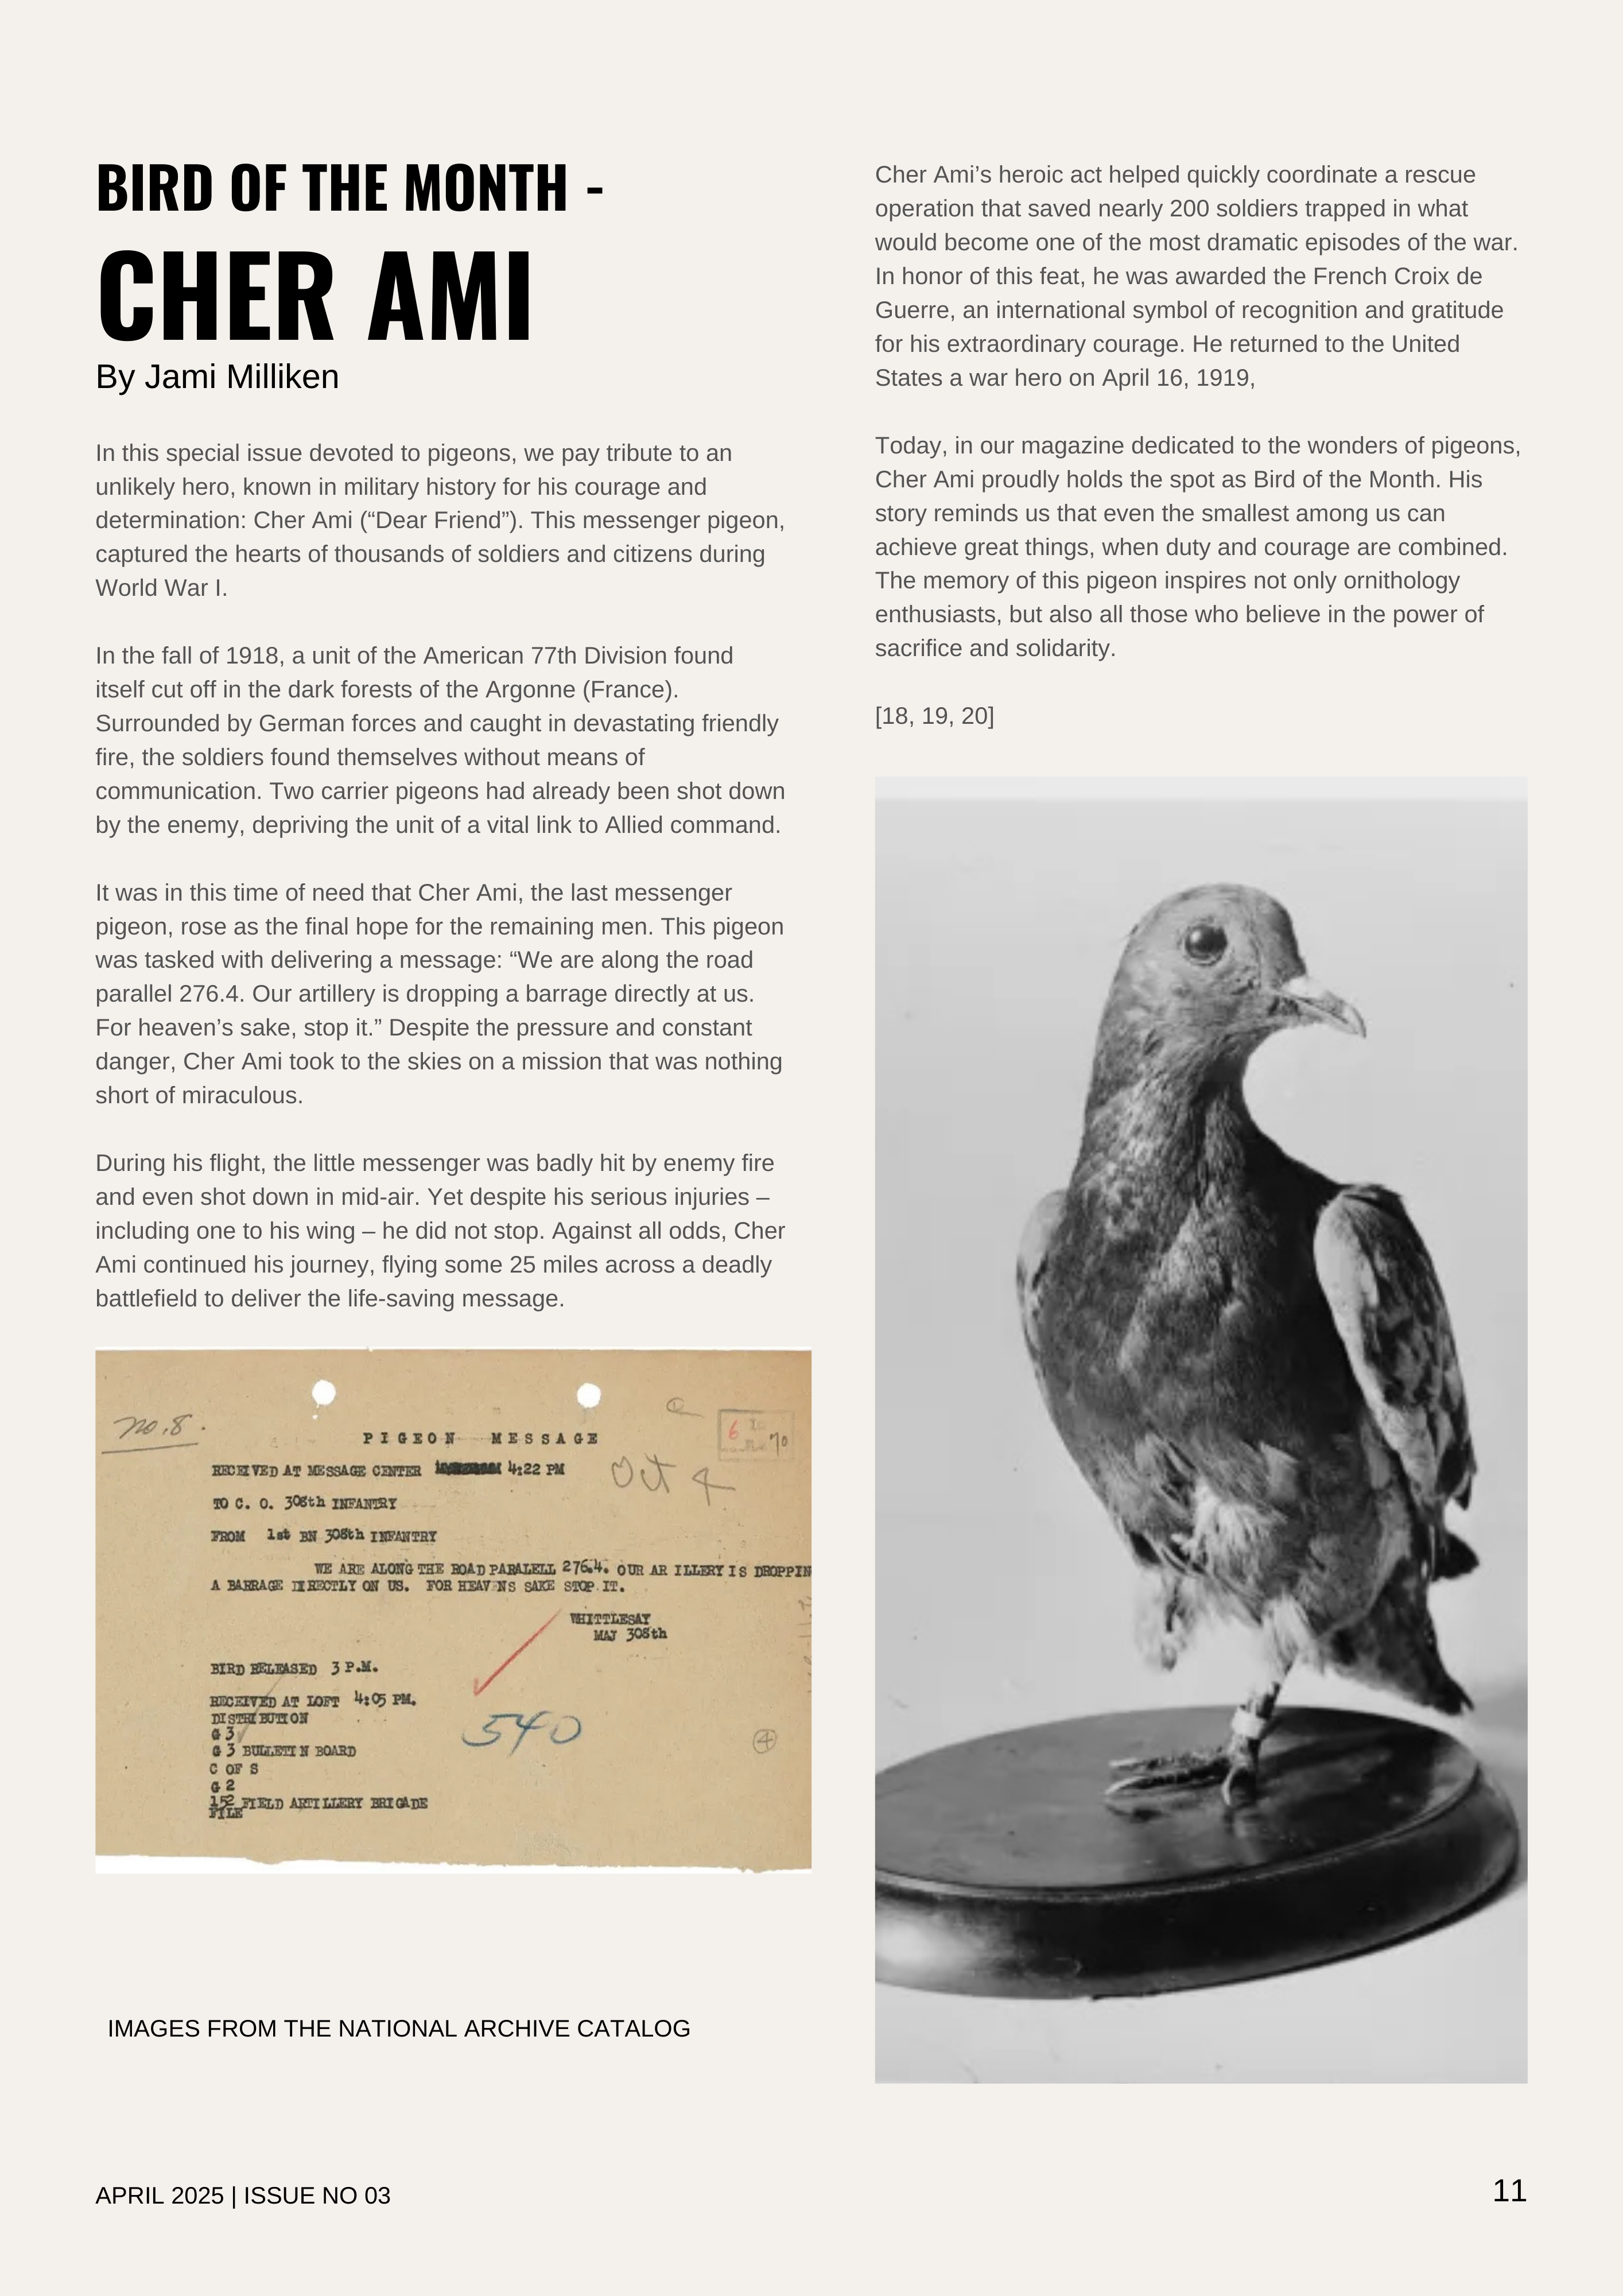 BIRD OF THE MONTH -
CHER AMI
By Jami Milliken
In this special issue devoted to pigeons, we pay tribute to an
unlikely hero, known in military history for his courage and
determination: Cher Ami (“Dear Friend”). This messenger pigeon,
captured the hearts of thousands of soldiers and citizens during
World War I.
In the fall of 1918, a unit of the American 77th Division found
itself cut off in the dark forests of the Argonne (France).
Surrounded by German forces and caught in devastating friendly
fire, the soldiers found themselves without means of
communication. Two carrier pigeons had already been shot down
by the enemy, depriving the unit of a vital link to Allied command.
It was in this time of need that Cher Ami, the last messenger
pigeon, rose as the final hope for the remaining men. This pigeon
was tasked with delivering a message: “We are along the road
parallel 276.4. Our artillery is dropping a barrage directly at us.
For heaven’s sake, stop it.” Despite the pressure and constant
danger, Cher Ami took to the skies on a mission that was nothing
short of miraculous.
During his flight, the little messenger was badly hit by enemy fire
and even shot down in mid-air. Yet despite his serious injuries –
including one to his wing – he did not stop. Against all odds, Cher
Ami continued his journey, flying some 25 miles across a deadly
battlefield to deliver the life-saving message.
no.8.
PIGEON MESSAGE
6
70
RECEIVED AT MESSAGE CENTER 4:22 PM
Oct 4
TO C. O. 308th INFANTRY
FROM 1st BN 308th INFANTRY
WE ARE ALONG THE ROAD PARALELL 276.4. OUR AR ILLERY IS DROPPIN
A BARRAGE DIRECTLY ON US. FOR HEAVENS SAKE STOP IT.
WHITTLESAY
MAJ 308th
BIRD RELEASED 3 P.M.
RECEIVED AT LOFT 4:05 PM.
DISTRIBUTION
G 3
540
G 3 BULLETIN BOARD
4
C OF S
G 2
152 FIELD ARTILLERY BRIGADE
FILE
IMAGES FROM THE NATIONAL ARCHIVE CATALOG
Cher Ami’s heroic act helped quickly coordinate a rescue
operation that saved nearly 200 soldiers trapped in what
would become one of the most dramatic episodes of the war.
In honor of this feat, he was awarded the French Croix de
Guerre, an international symbol of recognition and gratitude
for his extraordinary courage. He returned to the United
States a war hero on April 16, 1919,
Today, in our magazine dedicated to the wonders of pigeons,
Cher Ami proudly holds the spot as Bird of the Month. His
story reminds us that even the smallest among us can
achieve great things, when duty and courage are combined.
The memory of this pigeon inspires not only ornithology
enthusiasts, but also all those who believe in the power of
sacrifice and solidarity.
[18, 19, 20]
APRIL 2025 | ISSUE NO 03
11